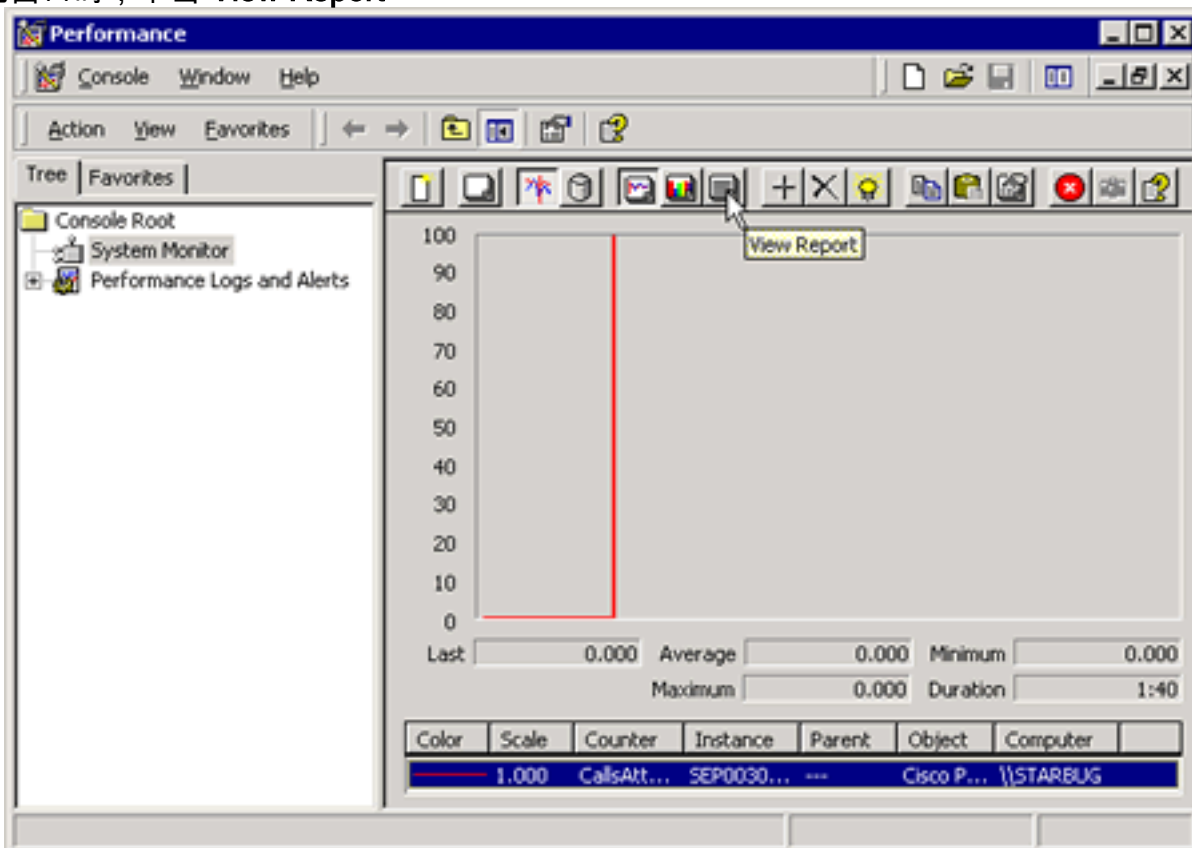 View Report
Performance
Console Window Help
Action View Favorites
Tree Favorites
Console Root
System Monitor
Performance Logs and Alerts
View Report
100
90
80
70
60
50
40
30
20
10
0
Last 0.000 Average 0.000 Minimum 0.000
Maximum 0.000 Duration 1:40
Color Scale Counter Instance Parent Object Computer
1.000 CallsAtt... SEP0030... --- Cisco P... \\STARBUG